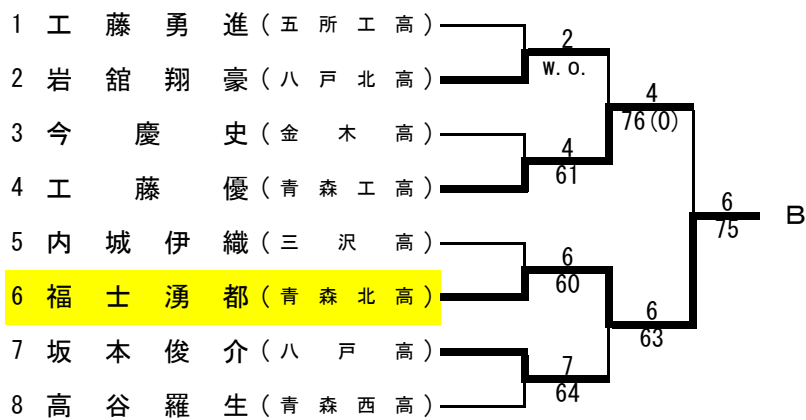 1 工藤勇進(五所工高)
2 岩舘翔豪(八戸北高)
3 今慶史(金木高)
4 工藤優(青森工高)
5 内城伊織(三沢高)
6 福士湧都(青森北高)
7 坂本俊介(八戸高)
8 高谷羅生(青森西高)
2
w.o.
4
61
6
60
7
64
4
76(0)
6
63
6
75
B